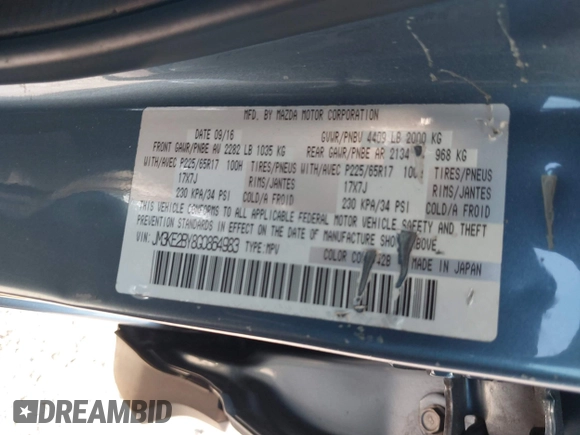 MFD. BY MAZDA MOTOR CORPORATION
DATE 09/16
GVWR/PNBV 4409 LB 2000 KG
FRONT GAWR/PNBE AV 2282 LB 1035 KG
REAR GAWR/PNBE AR 2134 968 KG
WITH/AVEC P225/65R17 100H TIRES/PNEUS
WITH/AVEC P225/65R17 TIRES/PNEUS
17X7J RIMS/JANTES
17X7J RIMS/JANTES
230 KPA/34 PSI COLD/A FROID
230 KPA/34 PSI COLD/A FROID
THIS VEHICLE CONFORMS TO ALL APPLICABLE FEDERAL MOTOR VEHICLE SAFETY AND THEFT
PREVENTION STANDARDS IN EFFECT ON THE DATE OF MANUFACTURE SHOWN ABOVE.
VIN: JM3KE2BY8G0864983 TYPE: MPV
COLOR 42B MADE IN JAPAN
DREAMBID